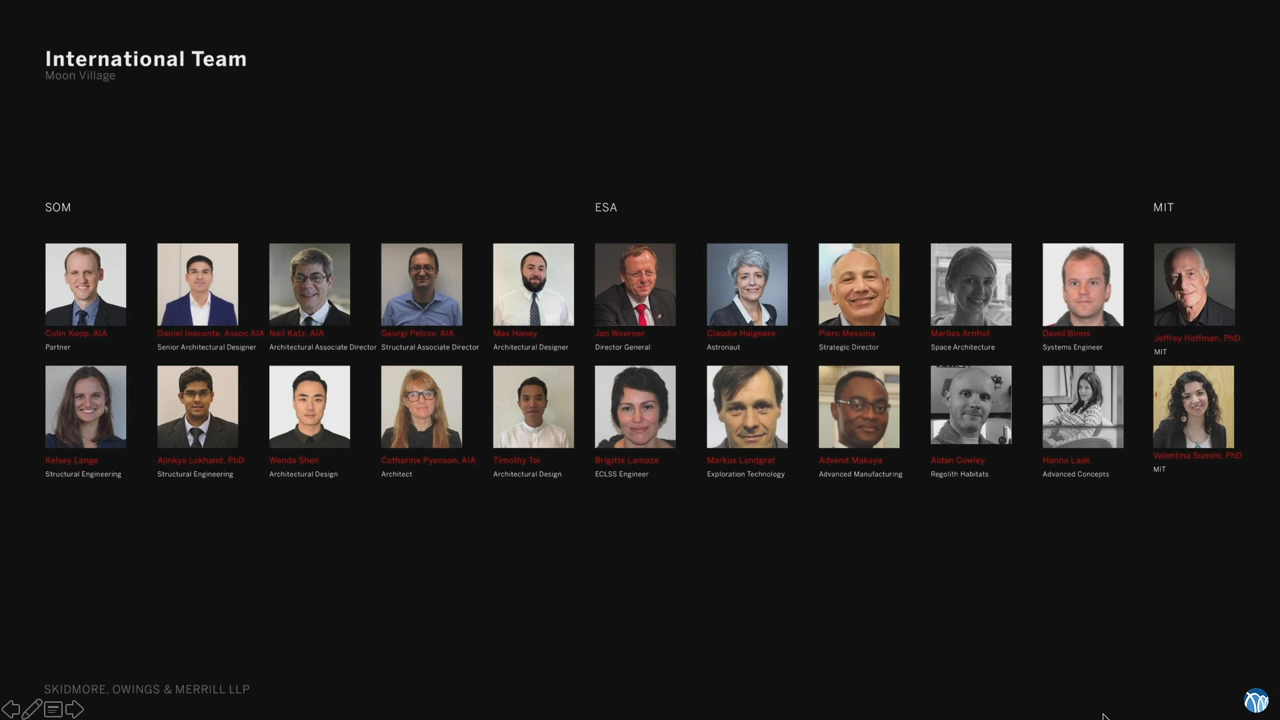 International Team
Moon Village
SOM
ESA
MIT
Colin Koop, AIA
Partner
Daniel Inocente, Assoc AIA
Senior Architectural Designer
Neil Katz, AIA
Architectural Associate Director
Georgi Petrov, AIA
Structural Associate Director
Max Haney
Architectural Designer
Jan Woerner
Director General
Claudie Haignere
Astronaut
Piero Messina
Strategic Director
Marlies Arnhof
Space Architecture
David Binns
Systems Engineer
Jeffrey Hoffman, PhD
MIT
Kelsey Lange
Structural Engineering
Ajinkya Lokhand, PhD
Structural Engineering
Wenda Shen
Architectural Design
Catharine Pyenson, AIA
Architect
Timothy Tai
Architectural Design
Brigitte Lamaze
ECLSS Engineer
Markus Landgraf
Exploration Technology
Advenit Makaya
Advanced Manufacturing
Aidan Cowley
Regolith Habitats
Hanna Laak
Advanced Concepts
Valentina Sumini, PhD
MIT
SKIDMORE, OWINGS & MERRILL LLP